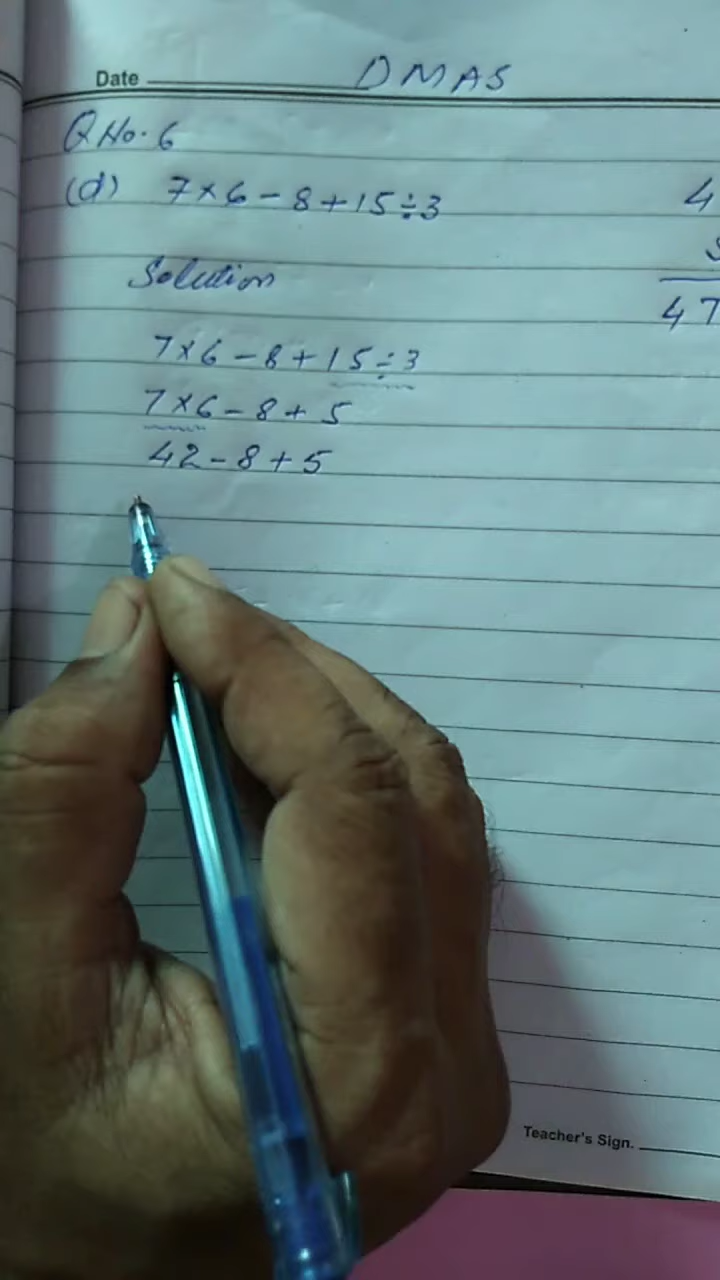 Date
DMAS
Q No. 6
(d) 7×6-8+15÷3
Solution
7×6-8+15÷3
7×6-8+5
42-8+5
4
47
Teacher's Sign.